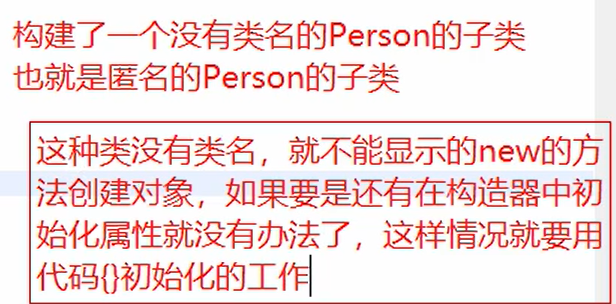 构建了一个没有类名的Person的子类
也就是匿名的Person的子类
这种类没有类名，就不能显示的new的方
法创建对象，如果要是还有在构造器中初
始化属性就没有办法了，这样情况就要用
代码{}初始化的工作